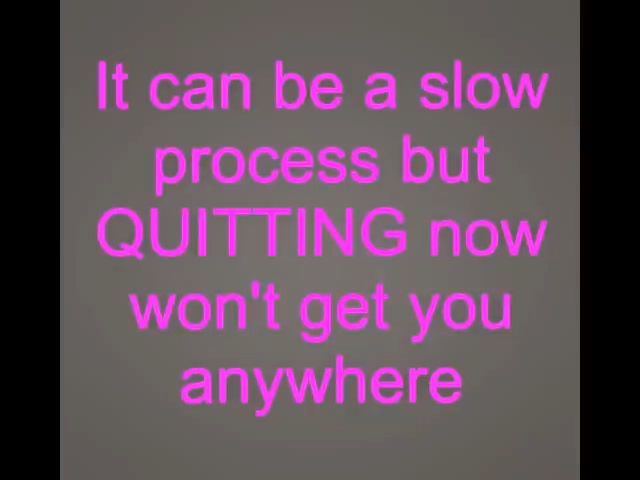 It can be a slow
process but
QUITTING now
won't get you
anywhere